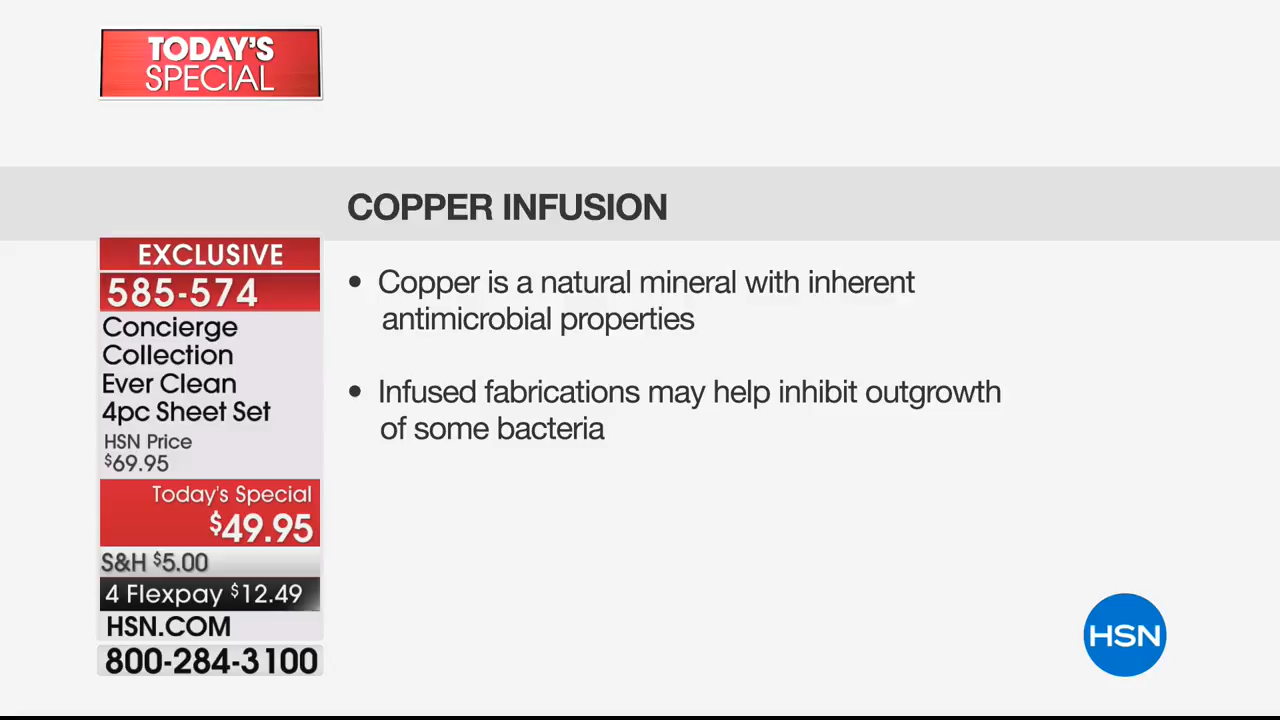 TODAY'S
SPECIAL
COPPER INFUSION
• Copper is a natural mineral with inherent
antimicrobial properties
• Infused fabrications may help inhibit outgrowth
of some bacteria
EXCLUSIVE
585-574
Concierge
Collection
Ever Clean
4pc Sheet Set
HSN Price
$69.95
Today's Special
$49.95
S&H $5.00
4 Flexpay $12.49
HSN.COM
800-284-3100
HSN